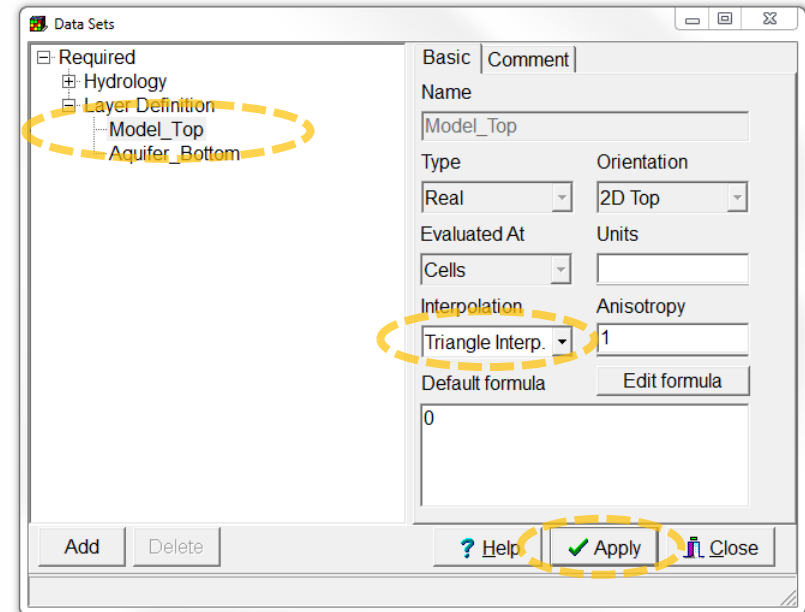 Data Sets
Required
Hydrology
Layer Definition
Model_Top
Aquifer_Bottom
Basic Comment
Name
Model_Top
Type Orientation
Real 2D Top
Evaluated At Units
Cells
Interpolation Anisotropy
Triangle Interp. 1
Default formula Edit formula
0
Add Delete ? Help Apply Close